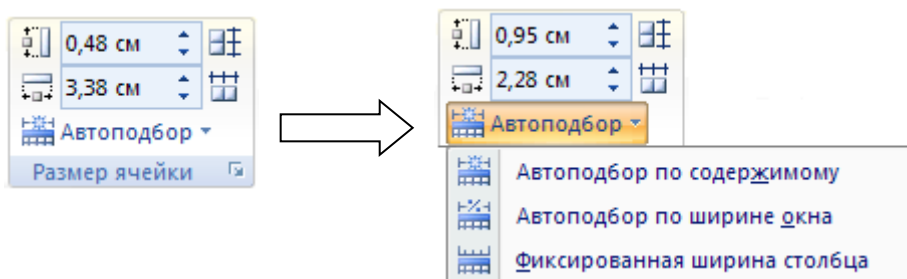 0,48 см
3,38 см
Автоподбор
Размер ячейки
0,95 см
2,28 см
Автоподбор
Автоподбор по содержимому
Автоподбор по ширине окна
Фиксированная ширина столбца